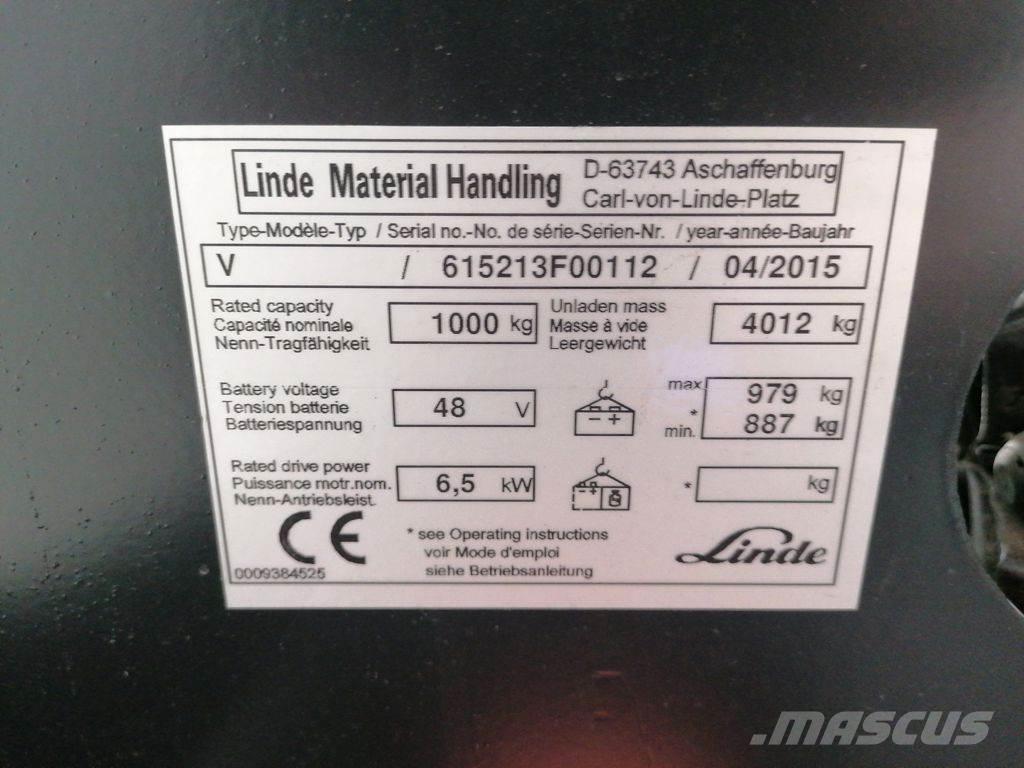 Linde Material Handling
D-63743 Aschaffenburg
Carl-von-Linde-Platz
Type-Modèle-Typ / Serial no.-No. de série-Serien-Nr. / year-année-Baujahr
V / 615213F00112 / 04/2015
Rated capacity
Capacité nominale
Nenn-Tragfähigkeit
1000 kg
Unladen mass
Masse à vide
Leergewicht
4012 kg
Battery voltage
Tension batterie
Batteriespannung
48 V
max. 979 kg
*
min. 887 kg
Rated drive power
Puissance motr.nom.
Nenn-Antriebsleist.
6,5 kW
* kg
CE
0009384525
* see Operating instructions
voir Mode d'emploi
siehe Betriebsanleitung
Linde
.MASCUS